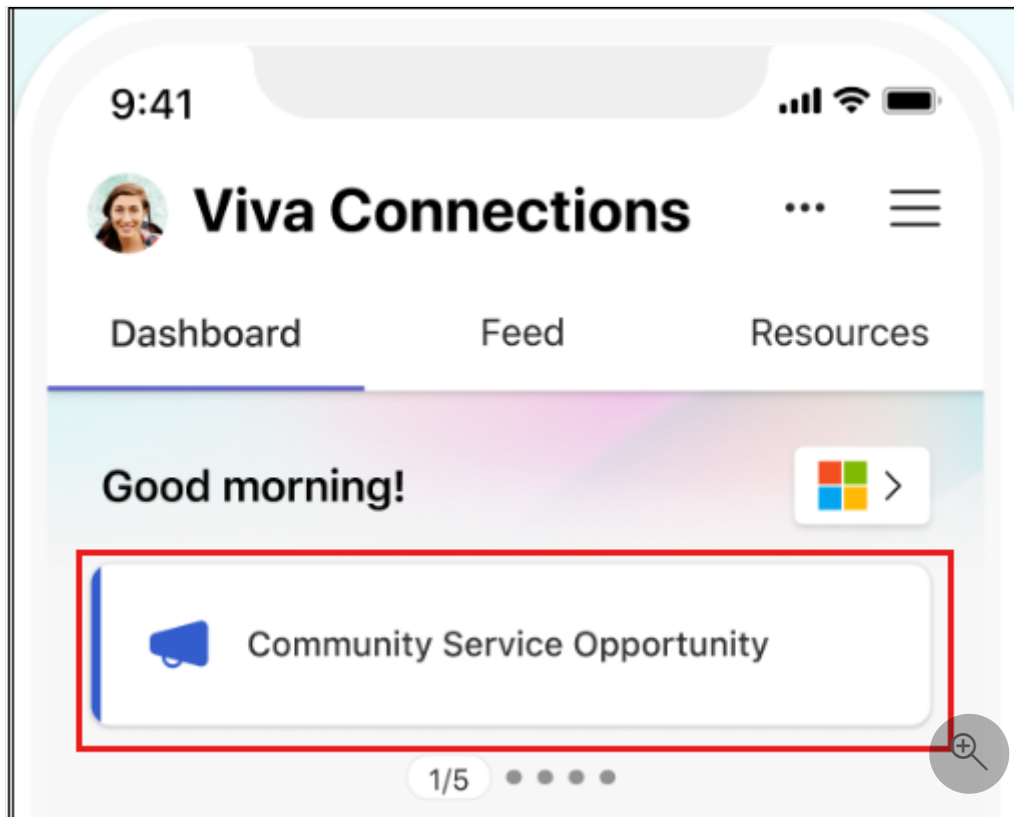 9:41
Viva Connections
Dashboard Feed Resources
Good morning!
Community Service Opportunity
1/5